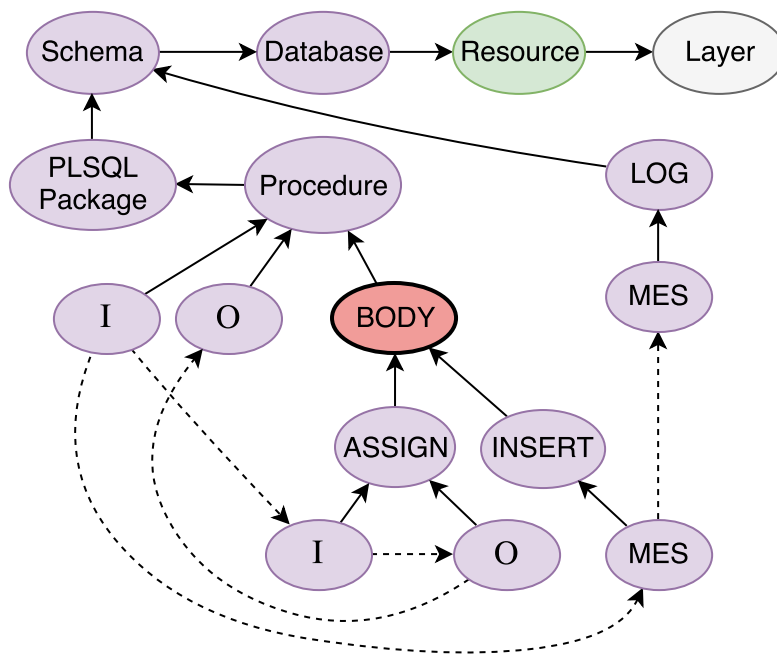 Schema
Database
Resource
Layer
PLSQL
Package
Procedure
LOG
I
O
BODY
MES
ASSIGN
INSERT
I
O
MES